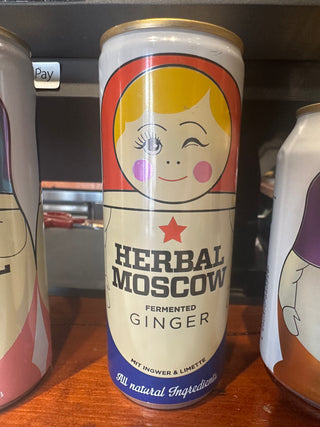 Pay
HERBAL
MOSCOW
FERMENTED
GINGER
MIT INGWER & LIMETTE
All natural Ingredients